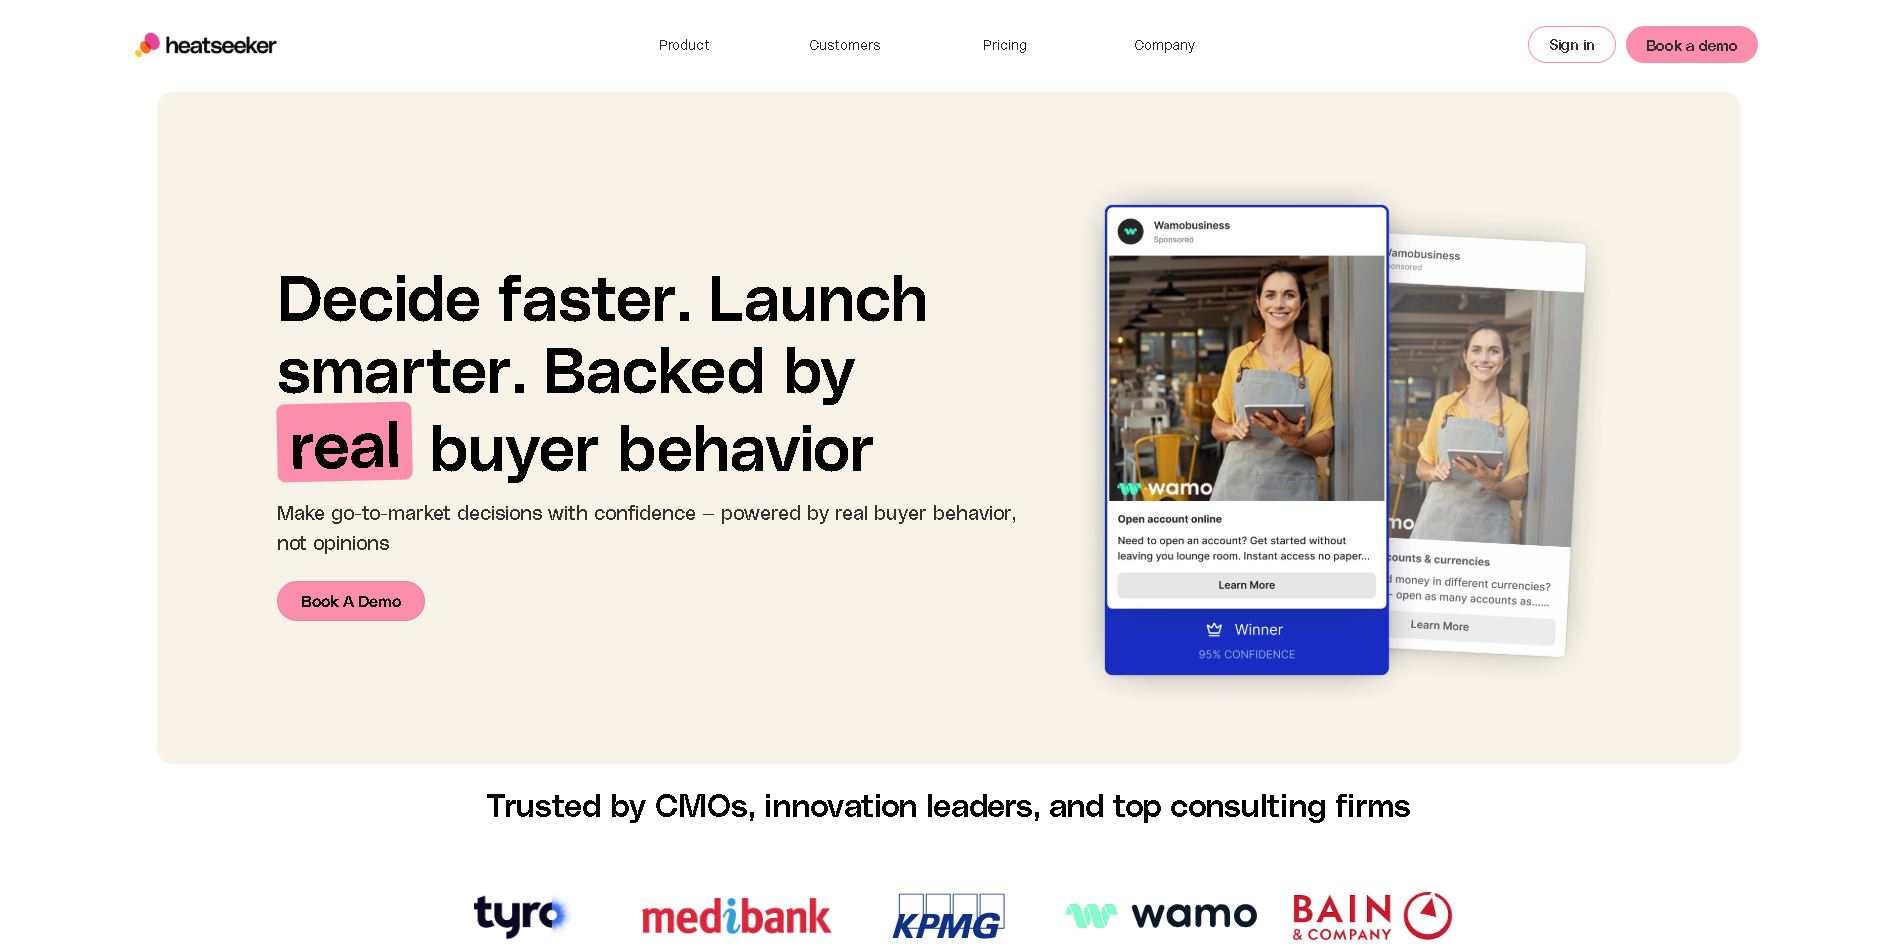 heatseeker
Product
Customers
Pricing
Company
Sign in
Book a demo
Decide faster. Launch
smarter. Backed by
real buyer behavior
Make go-to-market decisions with confidence – powered by real buyer behavior,
not opinions
Book A Demo
Wamobusiness
Sponsored
wamo
Open account online
Need to open an account? Get started without
leaving you lounge room. Instant access no paper...
Learn More
Winner
95% CONFIDENCE
money in different currencies?
- open as many accounts as......
& currencies
Learn More
Trusted by CMOs, innovation leaders, and top consulting firms
tyro
medibank
KPMG
wamo
BAIN
& COMPANY